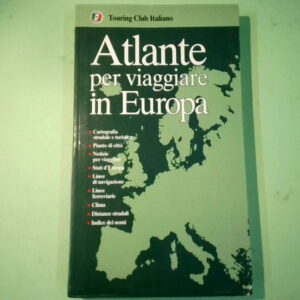 Touring Club Italiano
Atlante
per viaggiare
in Europa
Cartografia
stradale e turistica
Piante di città
Notizie
per viaggiare
Stati d'Europa
Linee
di navigazione
Linee
ferroviarie
Clima
Distanze stradali
Indice dei nomi